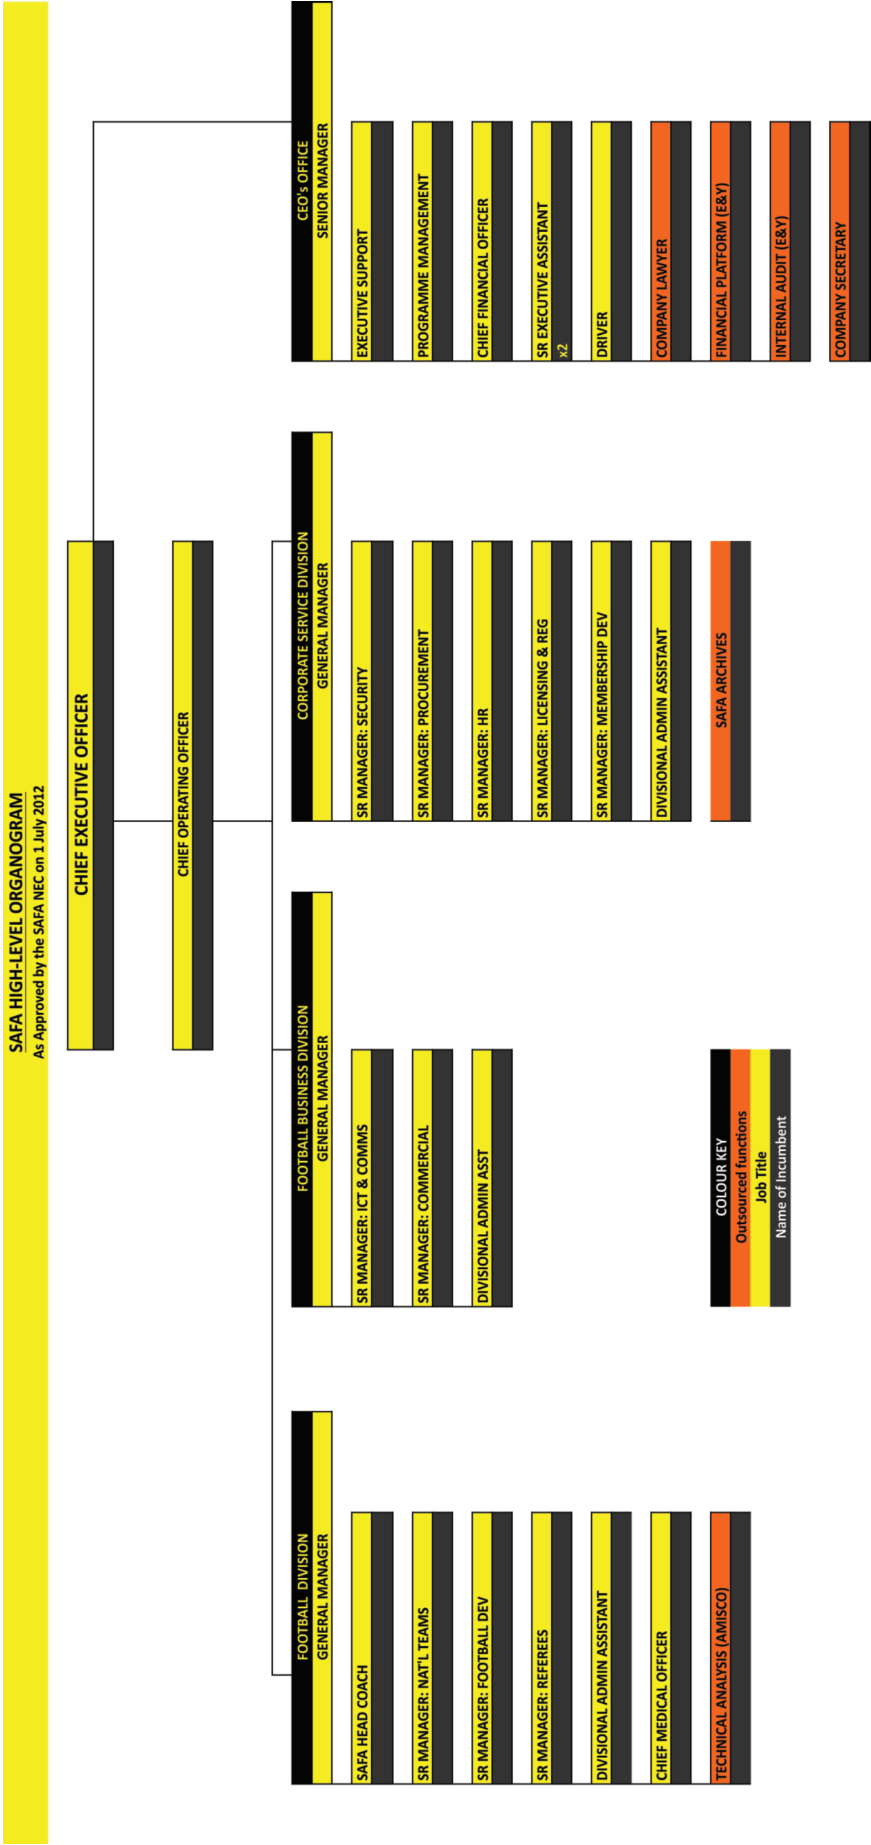 SAFA HIGH-LEVEL ORGANOGRAM
As Approved by the SAFA NEC on 1 July 2012
CHIEF EXECUTIVE OFFICER
CHIEF OPERATING OFFICER
FOOTBALL DIVISION
GENERAL MANAGER
SAFA HEAD COACH
SR MANAGER: NAT'L TEAMS
SR MANAGER: FOOTBALL DEV
SR MANAGER: REFEREES
DIVISIONAL ADMIN ASSISTANT
CHIEF MEDICAL OFFICER
TECHNICAL ANALYSIS (AMISCO)
FOOTBALL BUSINESS DIVISION
GENERAL MANAGER
SR MANAGER: ICT & COMMS
SR MANAGER: COMMERCIAL
DIVISIONAL ADMIN ASST
COLOUR KEY
Outsourced functions
Job Title
Name of Incumbent
CORPORATE SERVICE DIVISION
GENERAL MANAGER
SR MANAGER: SECURITY
SR MANAGER: PROCUREMENT
SR MANAGER: HR
SR MANAGER: LICENSING & REG
SR MANAGER: MEMBERSHIP DEV
DIVISIONAL ADMIN ASSISTANT
SAFA ARCHIVES
CEO's OFFICE
SENIOR MANAGER
EXECUTIVE SUPPORT
PROGRAMME MANAGEMENT
CHIEF FINANCIAL OFFICER
SR EXECUTIVE ASSISTANT
x2
DRIVER
COMPANY LAWYER
FINANCIAL PLATFORM (E&Y)
INTERNAL AUDIT (E&Y)
COMPANY SECRETARY